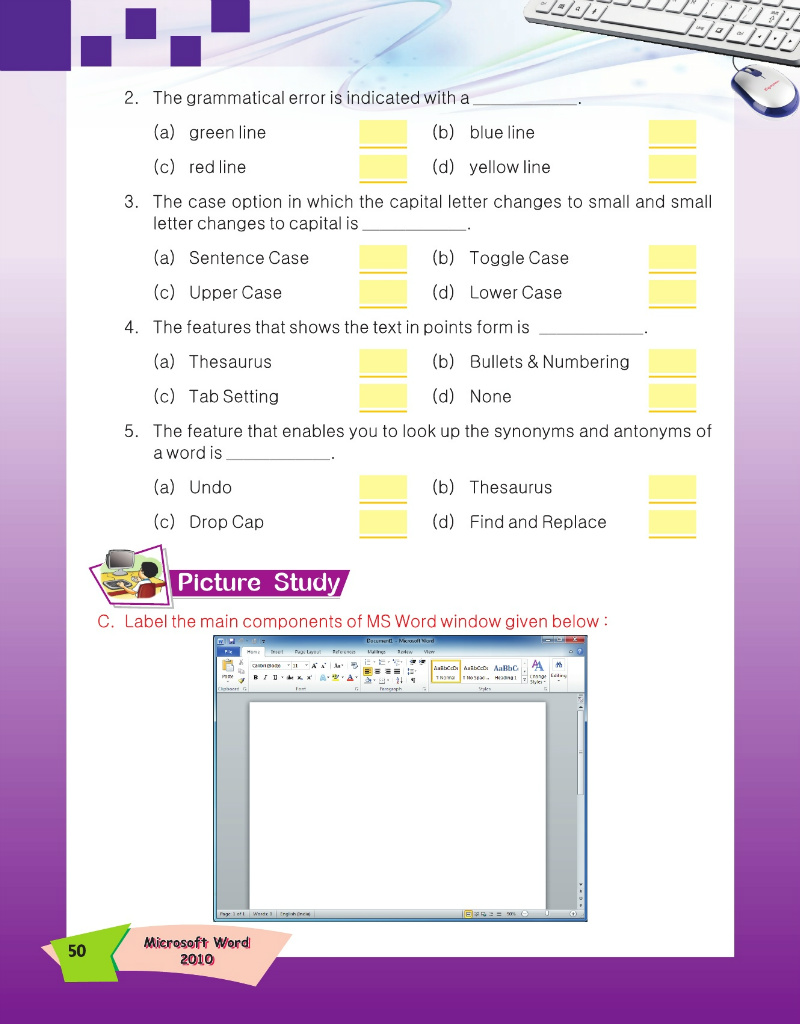 2. The grammatical error is indicated with a ____________.
(a) green line (b) blue line
(c) red line (d) yellow line
3. The case option in which the capital letter changes to small and small
letter changes to capital is ____________.
(a) Sentence Case (b) Toggle Case
(c) Upper Case (d) Lower Case
4. The features that shows the text in points form is ____________.
(a) Thesaurus (b) Bullets & Numbering
(c) Tab Setting (d) None
5. The feature that enables you to look up the synonyms and antonyms of
a word is ____________.
(a) Undo (b) Thesaurus
(c) Drop Cap (d) Find and Replace
Picture Study
C. Label the main components of MS Word window given below :
Document1 - Microsoft Word
File Home Insert Page Layout References Mailings Review View
Calibri (Body) 11 A A Aa
AaBbCcDc AaBbCcDc AaBbC A
Paste B I U abc x, x A
¶ Normal ¶ No Spac... Heading 1 Change Styles Editing
Clipboard Font Paragraph Styles
Page: 1 of 1 Words: 0 English (India) 90%
50
Microsoft Word
2010